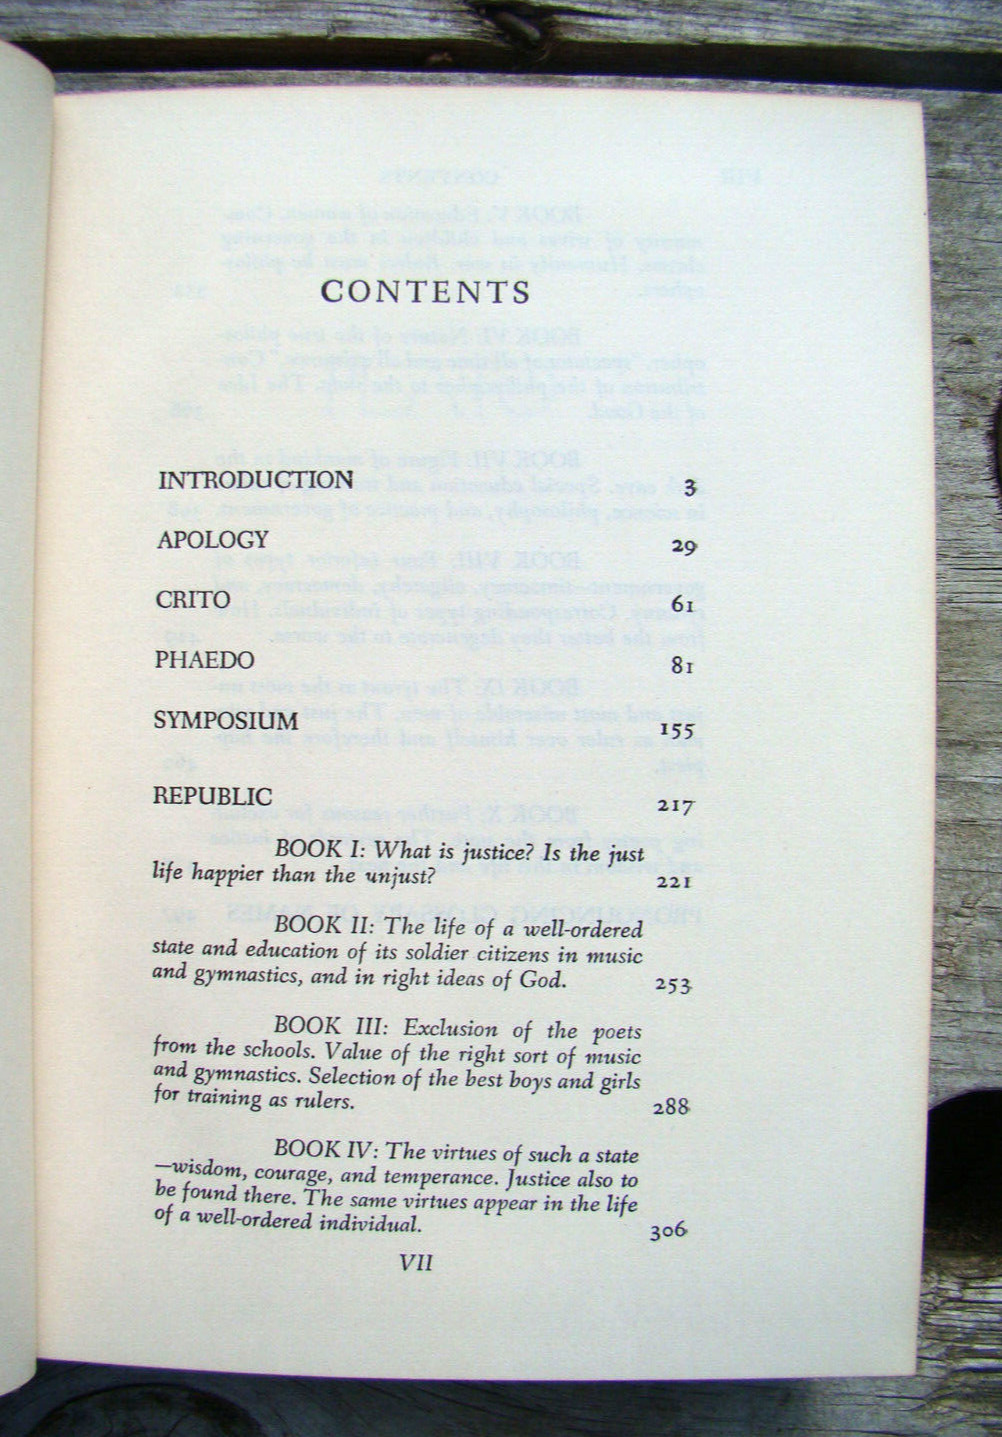 CONTENTS
INTRODUCTION 3
APOLOGY 29
CRITO 61
PHAEDO 81
SYMPOSIUM 155
REPUBLIC 217
BOOK I: What is justice? Is the just
life happier than the unjust? 221
BOOK II: The life of a well-ordered
state and education of its soldier citizens in music
and gymnastics, and in right ideas of God. 253
BOOK III: Exclusion of the poets
from the schools. Value of the right sort of music
and gymnastics. Selection of the best boys and girls
for training as rulers. 288
BOOK IV: The virtues of such a state
—wisdom, courage, and temperance. Justice also to
be found there. The same virtues appear in the life
of a well-ordered individual. 306
VII